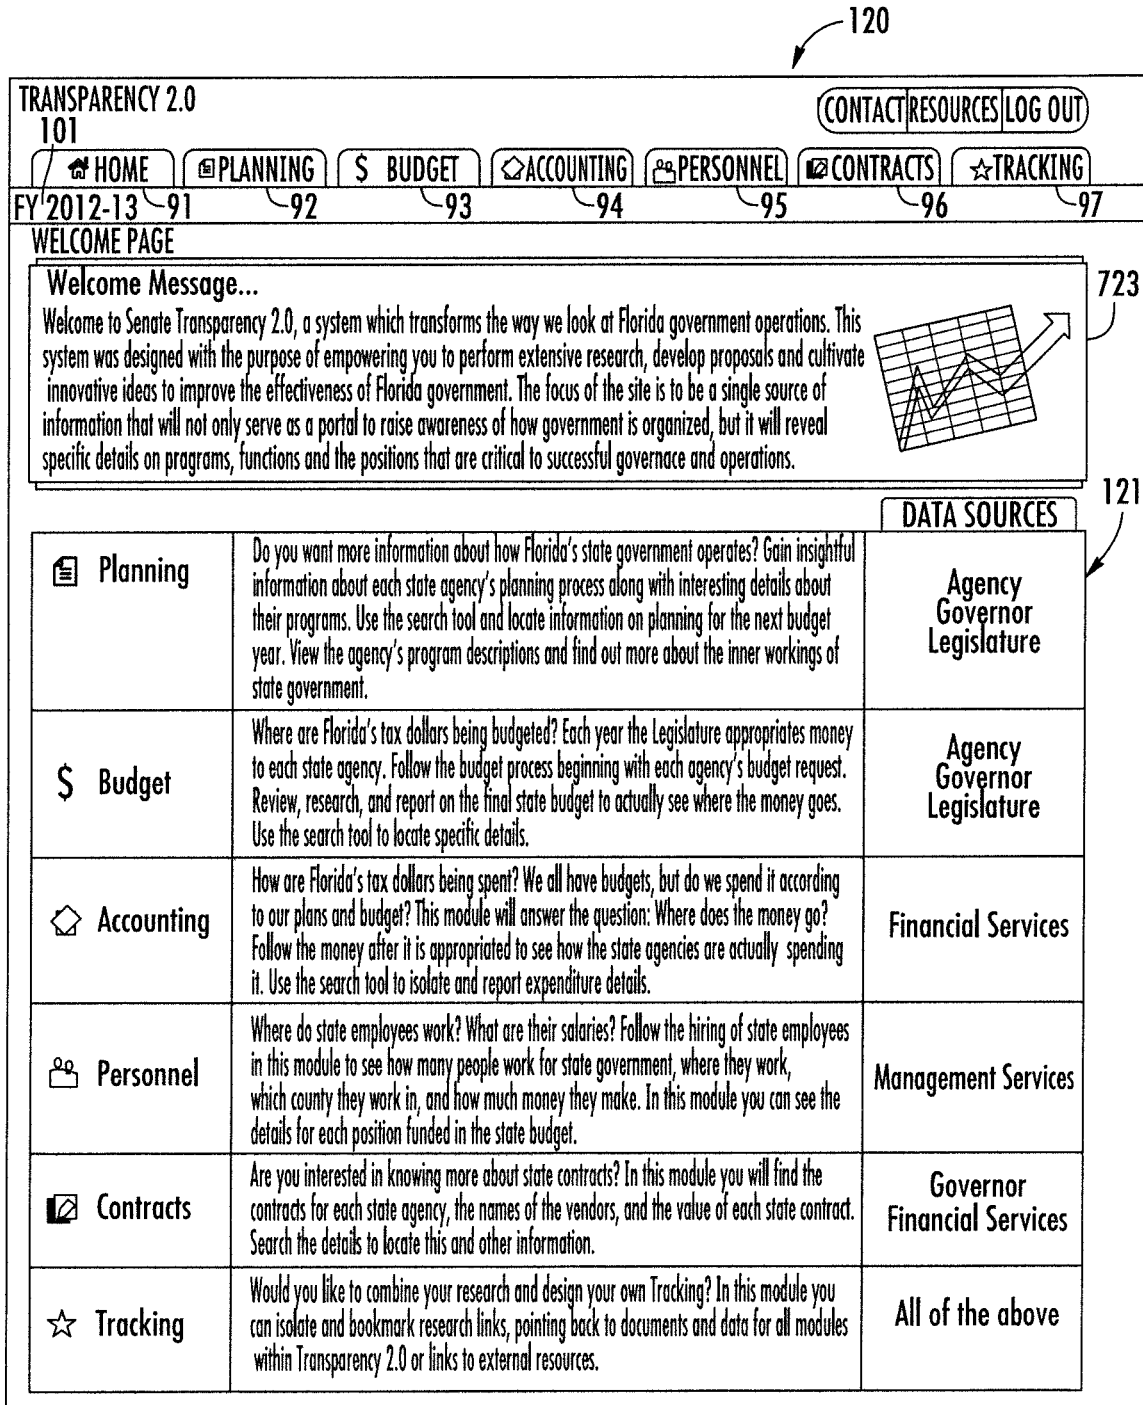 120
TRANSPARENCY 2.0
CONTACT RESOURCES LOG OUT
101
HOME PLANNING $ BUDGET ACCOUNTING PERSONNEL CONTRACTS TRACKING
FY 2012-13 91 92 93 94 95 96 97
WELCOME PAGE
Welcome Message...
723
Welcome to Senate Transparency 2.0, a system which transforms the way we look at Florida government operations. This
system was designed with the purpose of empowering you to perform extensive research, develop proposals and cultivate
innovative ideas to improve the effectiveness of Florida government. The focus of the site is to be a single source of
information that will not only serve as a portal to raise awareness of how government is organized, but it will reveal
specific details on programs, functions and the positions that are critical to successful governace and operations.
121
DATA SOURCES
Planning
Do you want more information about how Florida's state government operates? Gain insightful
information about each state agency's planning process along with interesting details about
their programs. Use the search tool and locate information on planning for the next budget
year. View the agency's program descriptions and find out more about the inner workings of
state government.
Agency
Governor
Legislature
$ Budget
Where are Florida's tax dollars being budgeted? Each year the Legislature appropriates money
to each state agency. Follow the budget process beginning with each agency's budget request.
Review, research, and report on the final state budget to actually see where the money goes.
Use the search tool to locate specific details.
Agency
Governor
Legislature
Accounting
How are Florida's tax dollars being spent? We all have budgets, but do we spend it according
to our plans and budget? This module will answer the question: Where does the money go?
Follow the money after it is appropriated to see how the state agencies are actually spending
it. Use the search tool to isolate and report expenditure details.
Financial Services
Personnel
Where do state employees work? What are their salaries? Follow the hiring of state employees
in this module to see how many people work for state government, where they work,
which county they work in, and how much money they make. In this module you can see the
details for each position funded in the state budget.
Management Services
Contracts
Are you interested in knowing more about state contracts? In this module you will find the
contracts for each state agency, the names of the vendors, and the value of each state contract.
Search the details to locate this and other information.
Governor
Financial Services
Tracking
Would you like to combine your research and design your own Tracking? In this module you
can isolate and bookmark research links, pointing back to documents and data for all modules
within Transparency 2.0 or links to external resources.
All of the above